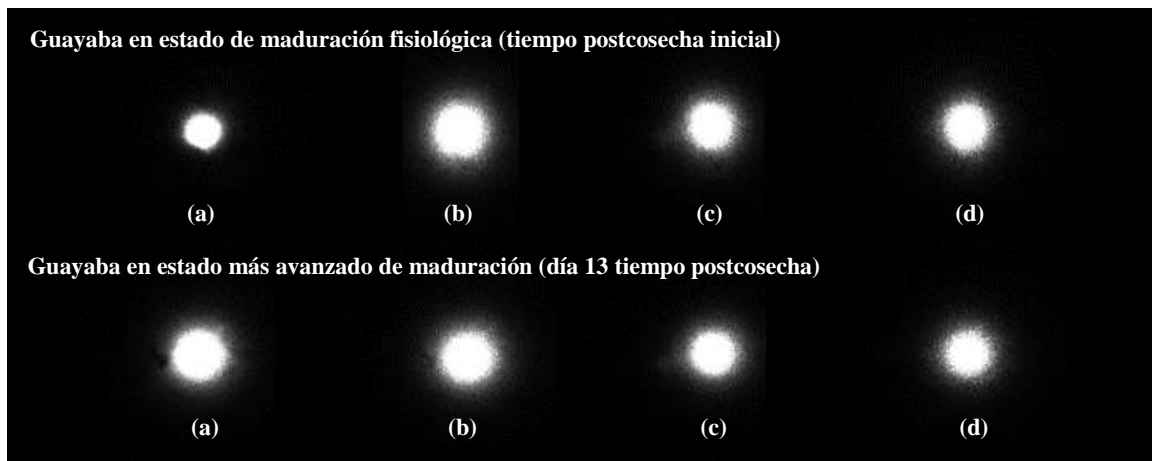 Guayaba en estado de maduración fisiológica (tiempo postcosecha inicial)
(a) (b) (c) (d)
Guayaba en estado más avanzado de maduración (día 13 tiempo postcosecha)
(a) (b) (c) (d)